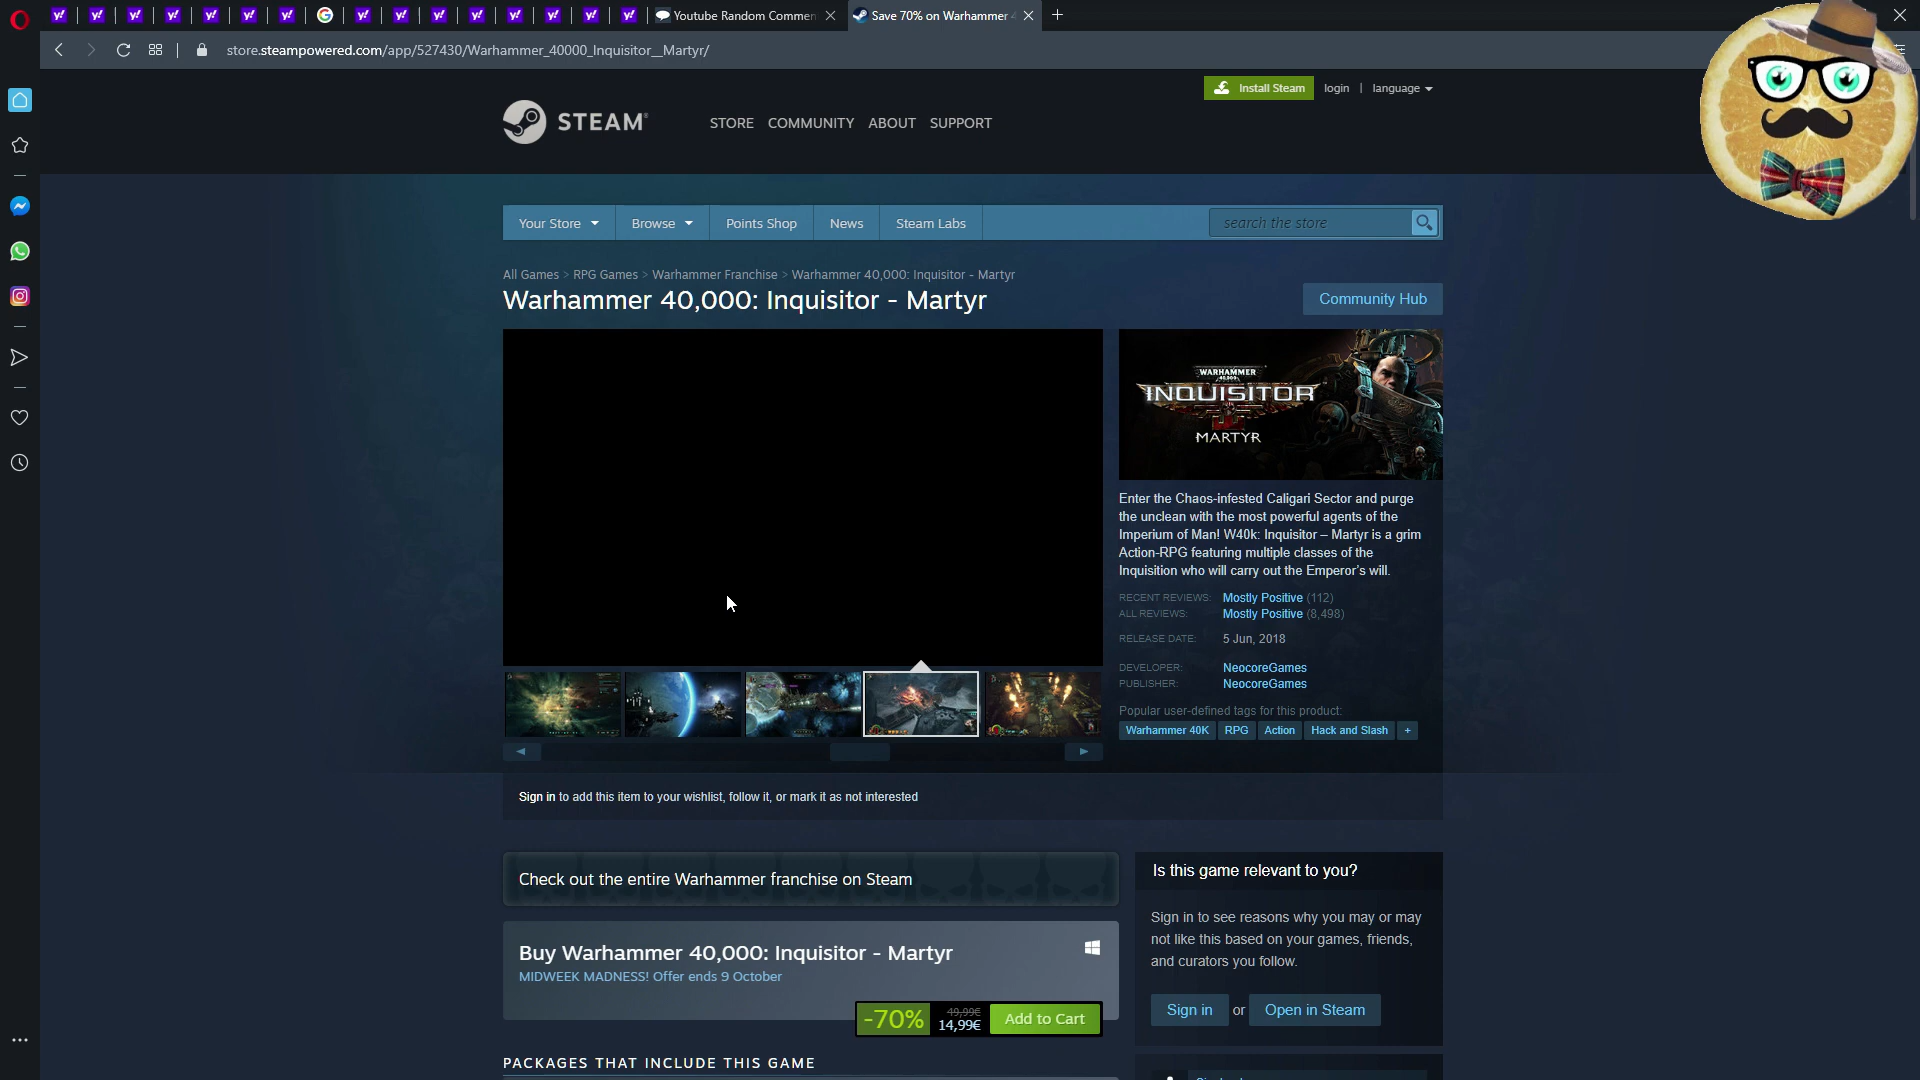 Youtube Random Commen
Save 70% on Warhammer 4
store.steampowered.com/app/527430/Warhammer_40000_Inquisitor__Martyr/
Install Steam
login
|
language
STEAM®
STORE
COMMUNITY
ABOUT
SUPPORT
Your Store
Browse
Points Shop
News
Steam Labs
search the store
All Games > RPG Games > Warhammer Franchise > Warhammer 40,000: Inquisitor - Martyr
Warhammer 40,000: Inquisitor - Martyr
Community Hub
WARHAMMER
40,000
INQUISITOR
MARTYR
Enter the Chaos-infested Caligari Sector and purge
the unclean with the most powerful agents of the
Imperium of Man! W40k: Inquisitor – Martyr is a grim
Action-RPG featuring multiple classes of the
Inquisition who will carry out the Emperor's will.
RECENT REVIEWS: Mostly Positive (112)
ALL REVIEWS: Mostly Positive (8,498)
RELEASE DATE: 5 Jun, 2018
DEVELOPER: NeocoreGames
PUBLISHER: NeocoreGames
Popular user-defined tags for this product:
Warhammer 40K
RPG
Action
Hack and Slash
+
Sign in to add this item to your wishlist, follow it, or mark it as not interested
Check out the entire Warhammer franchise on Steam
Buy Warhammer 40,000: Inquisitor - Martyr
MIDWEEK MADNESS! Offer ends 9 October
-70%
49,99€
14,99€
Add to Cart
PACKAGES THAT INCLUDE THIS GAME
Is this game relevant to you?
Sign in to see reasons why you may or may
not like this based on your games, friends,
and curators you follow.
Sign in or Open in Steam